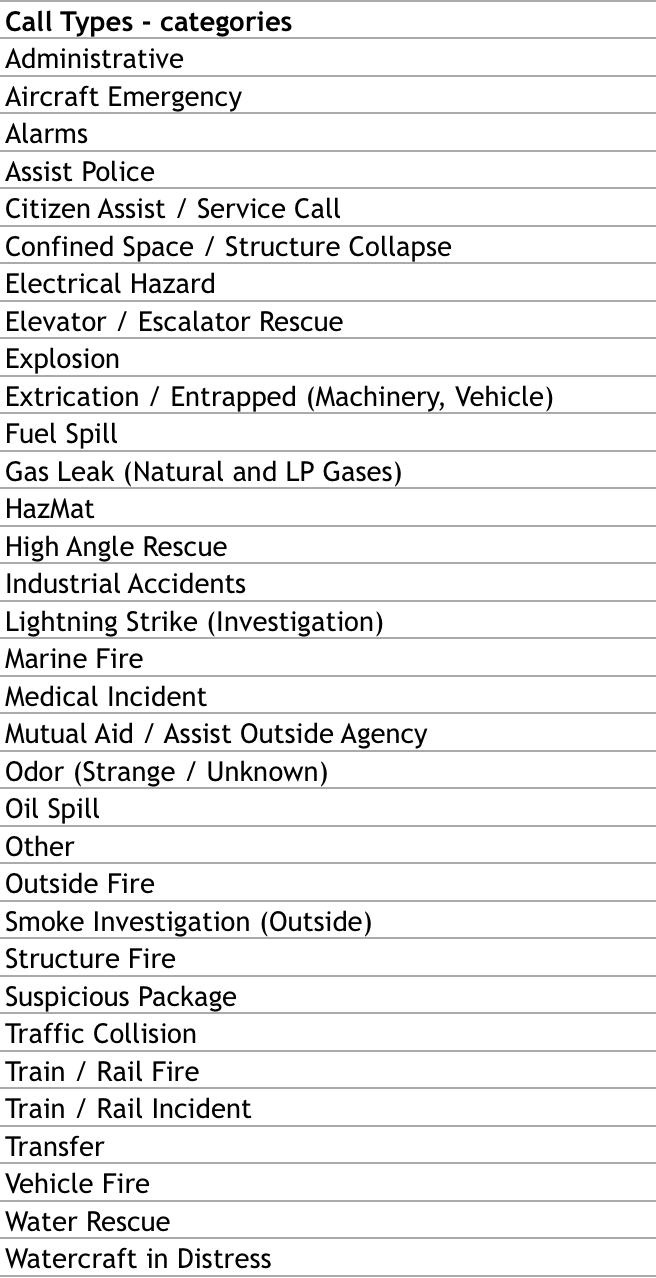 Call Types - categories
Administrative
Aircraft Emergency
Alarms
Assist Police
Citizen Assist / Service Call
Confined Space / Structure Collapse
Electrical Hazard
Elevator / Escalator Rescue
Explosion
Extrication / Entrapped (Machinery, Vehicle)
Fuel Spill
Gas Leak (Natural and LP Gases)
HazMat
High Angle Rescue
Industrial Accidents
Lightning Strike (Investigation)
Marine Fire
Medical Incident
Mutual Aid / Assist Outside Agency
Odor (Strange / Unknown)
Oil Spill
Other
Outside Fire
Smoke Investigation (Outside)
Structure Fire
Suspicious Package
Traffic Collision
Train / Rail Fire
Train / Rail Incident
Transfer
Vehicle Fire
Water Rescue
Watercraft in Distress